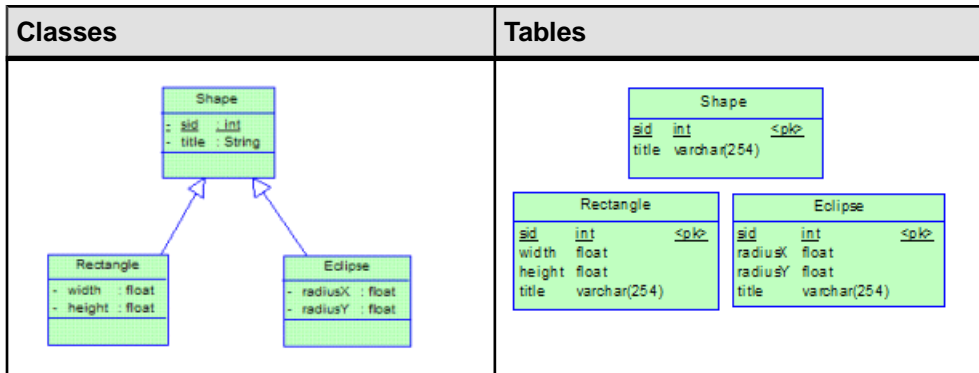 Classes
Tables
Shape
- sid : int
- title : String
Rectangle
- width : float
- height : float
Eclipse
- radiusX : float
- radiusY : float
Shape
sid int <pk>
title varchar(254)
Rectangle
sid int <pk>
width float
height float
title varchar(254)
Eclipse
sid int <pk>
radiusX float
radiusY float
title varchar(254)